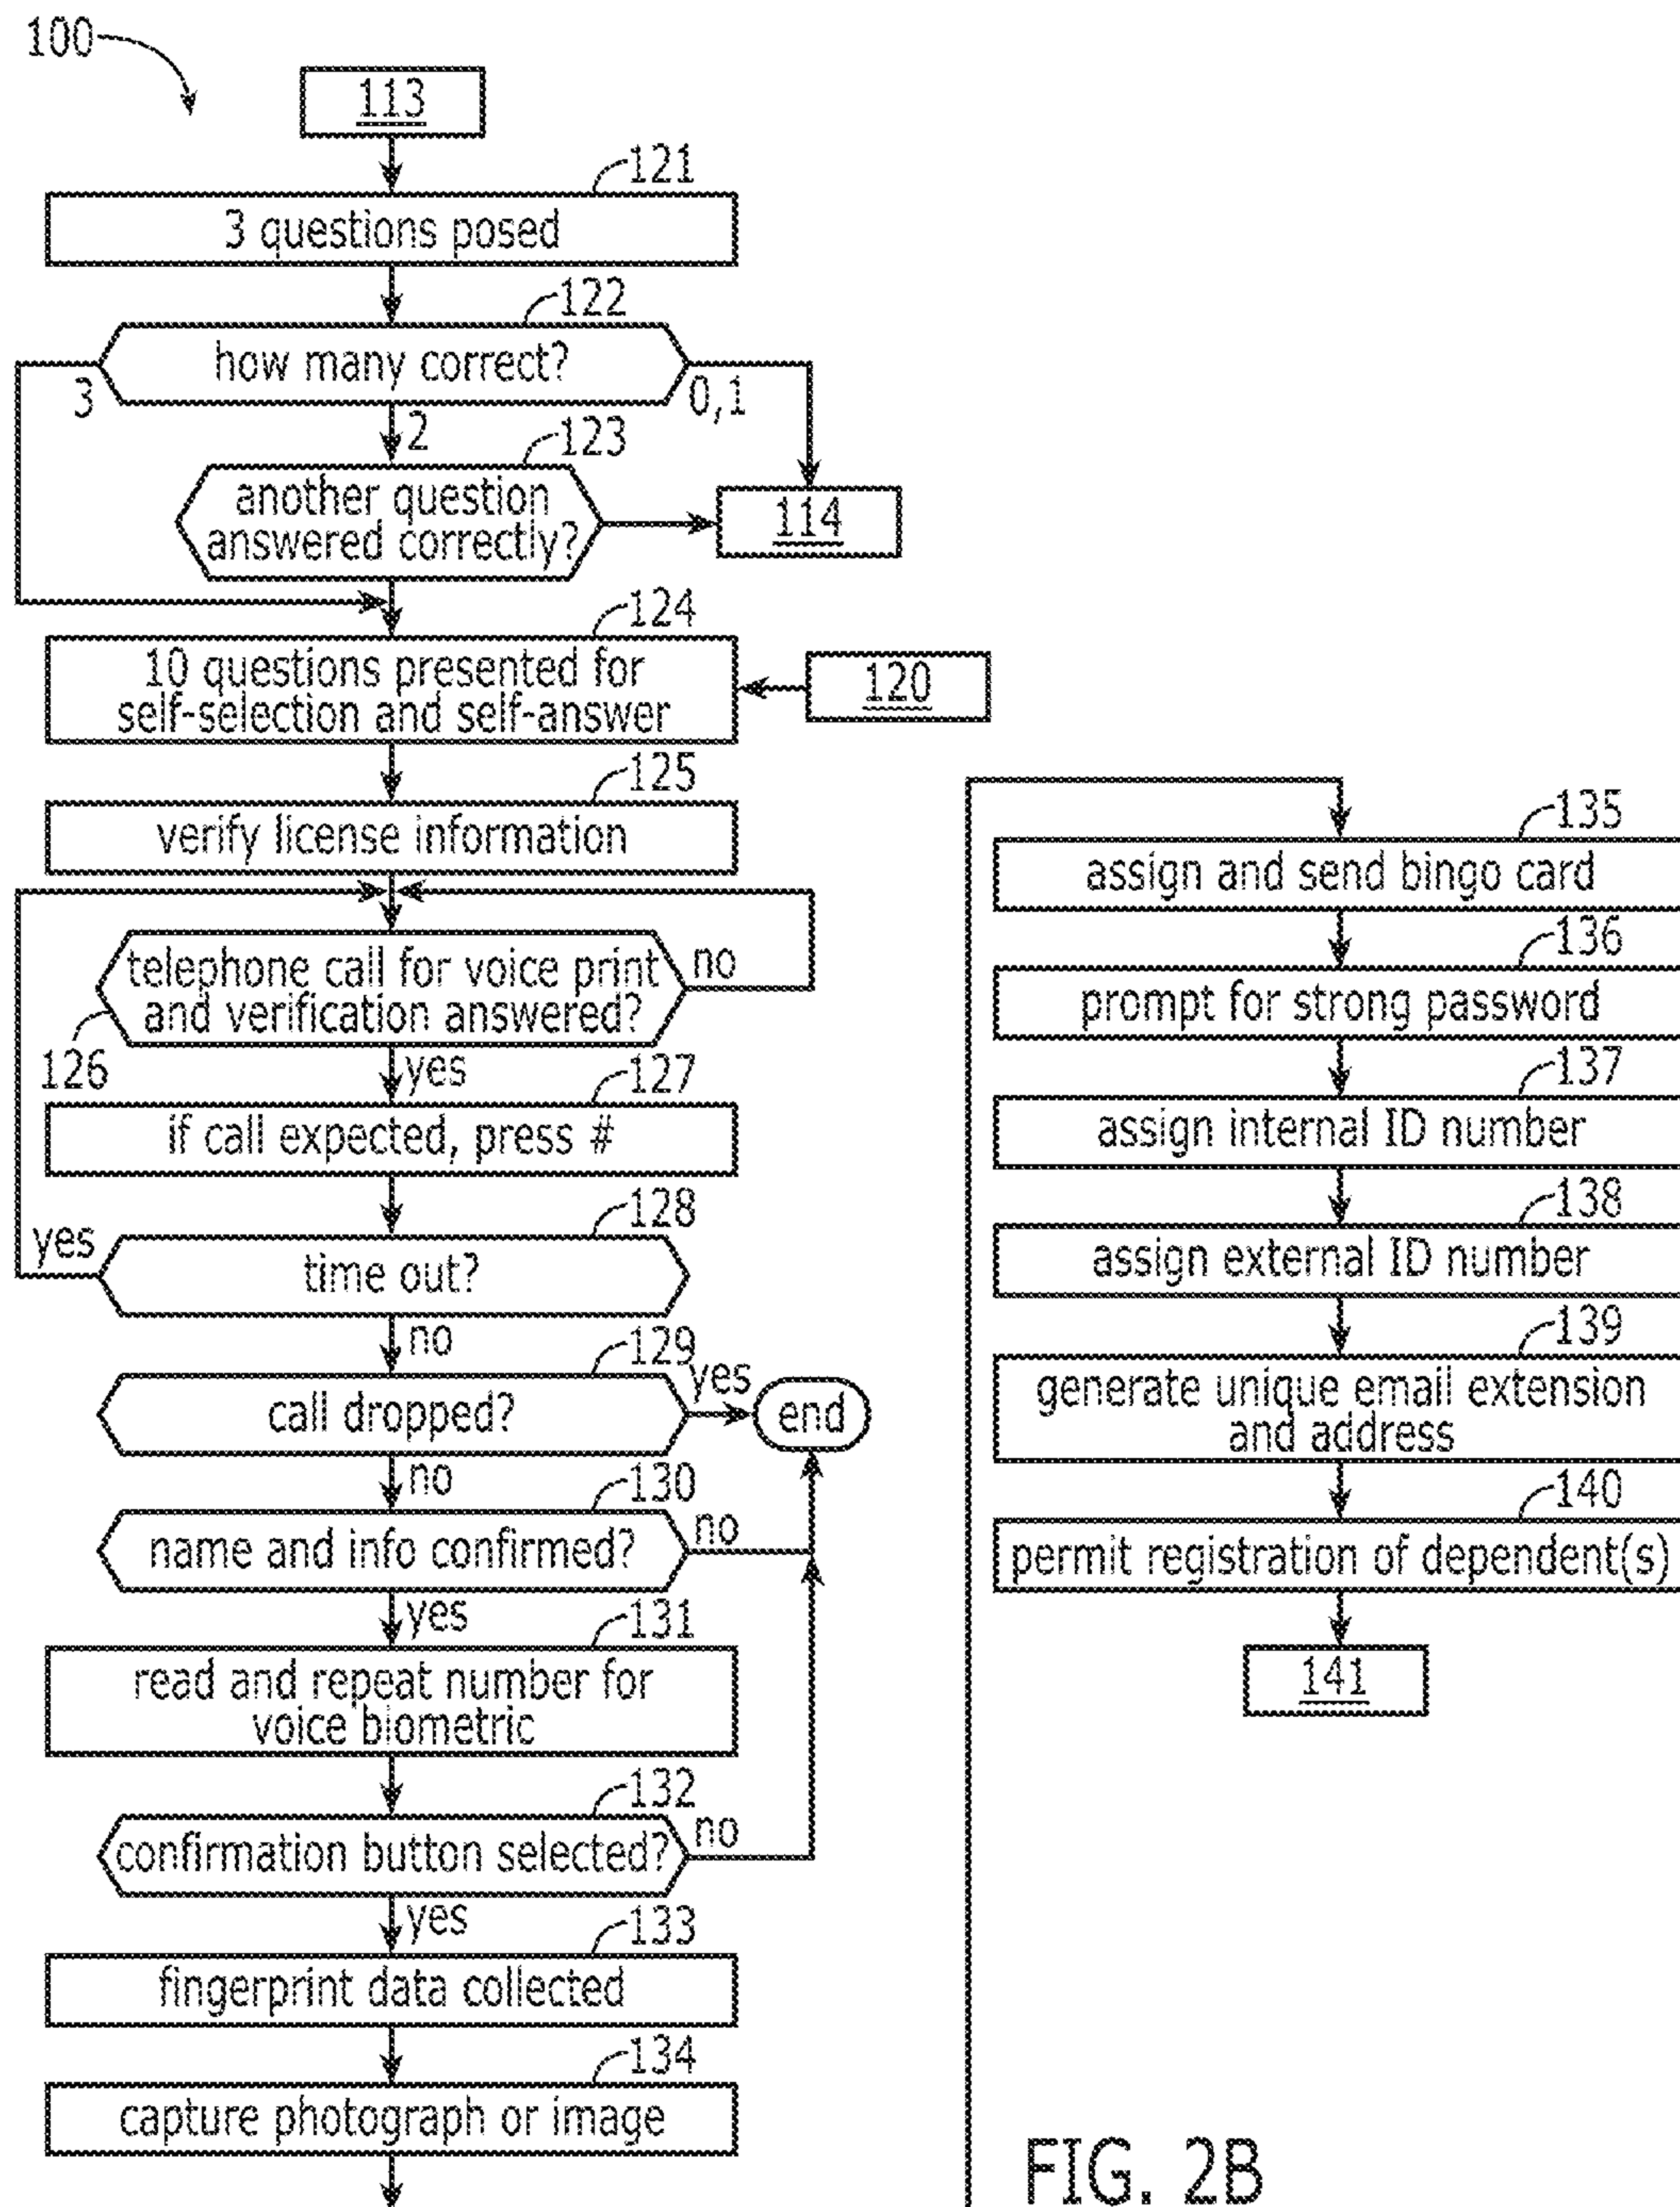 100
113
121
3 questions posed
122
how many correct?
3
0,1
2
123
another question
answered correctly?
114
124
10 questions presented for
self-selection and self-answer
120
125
verify license information
telephone call for voice print
and verification answered?
no
126
yes
127
if call expected, press #
128
yes
time out?
no
129
yes
call dropped?
end
no
130
name and info confirmed?
no
yes
131
read and repeat number for
voice biometric
132
confirmation button selected?
no
yes
133
fingerprint data collected
134
capture photograph or image
135
assign and send bingo card
136
prompt for strong password
137
assign internal ID number
138
assign external ID number
139
generate unique email extension
and address
140
permit registration of dependent(s)
141
FIG. 2B